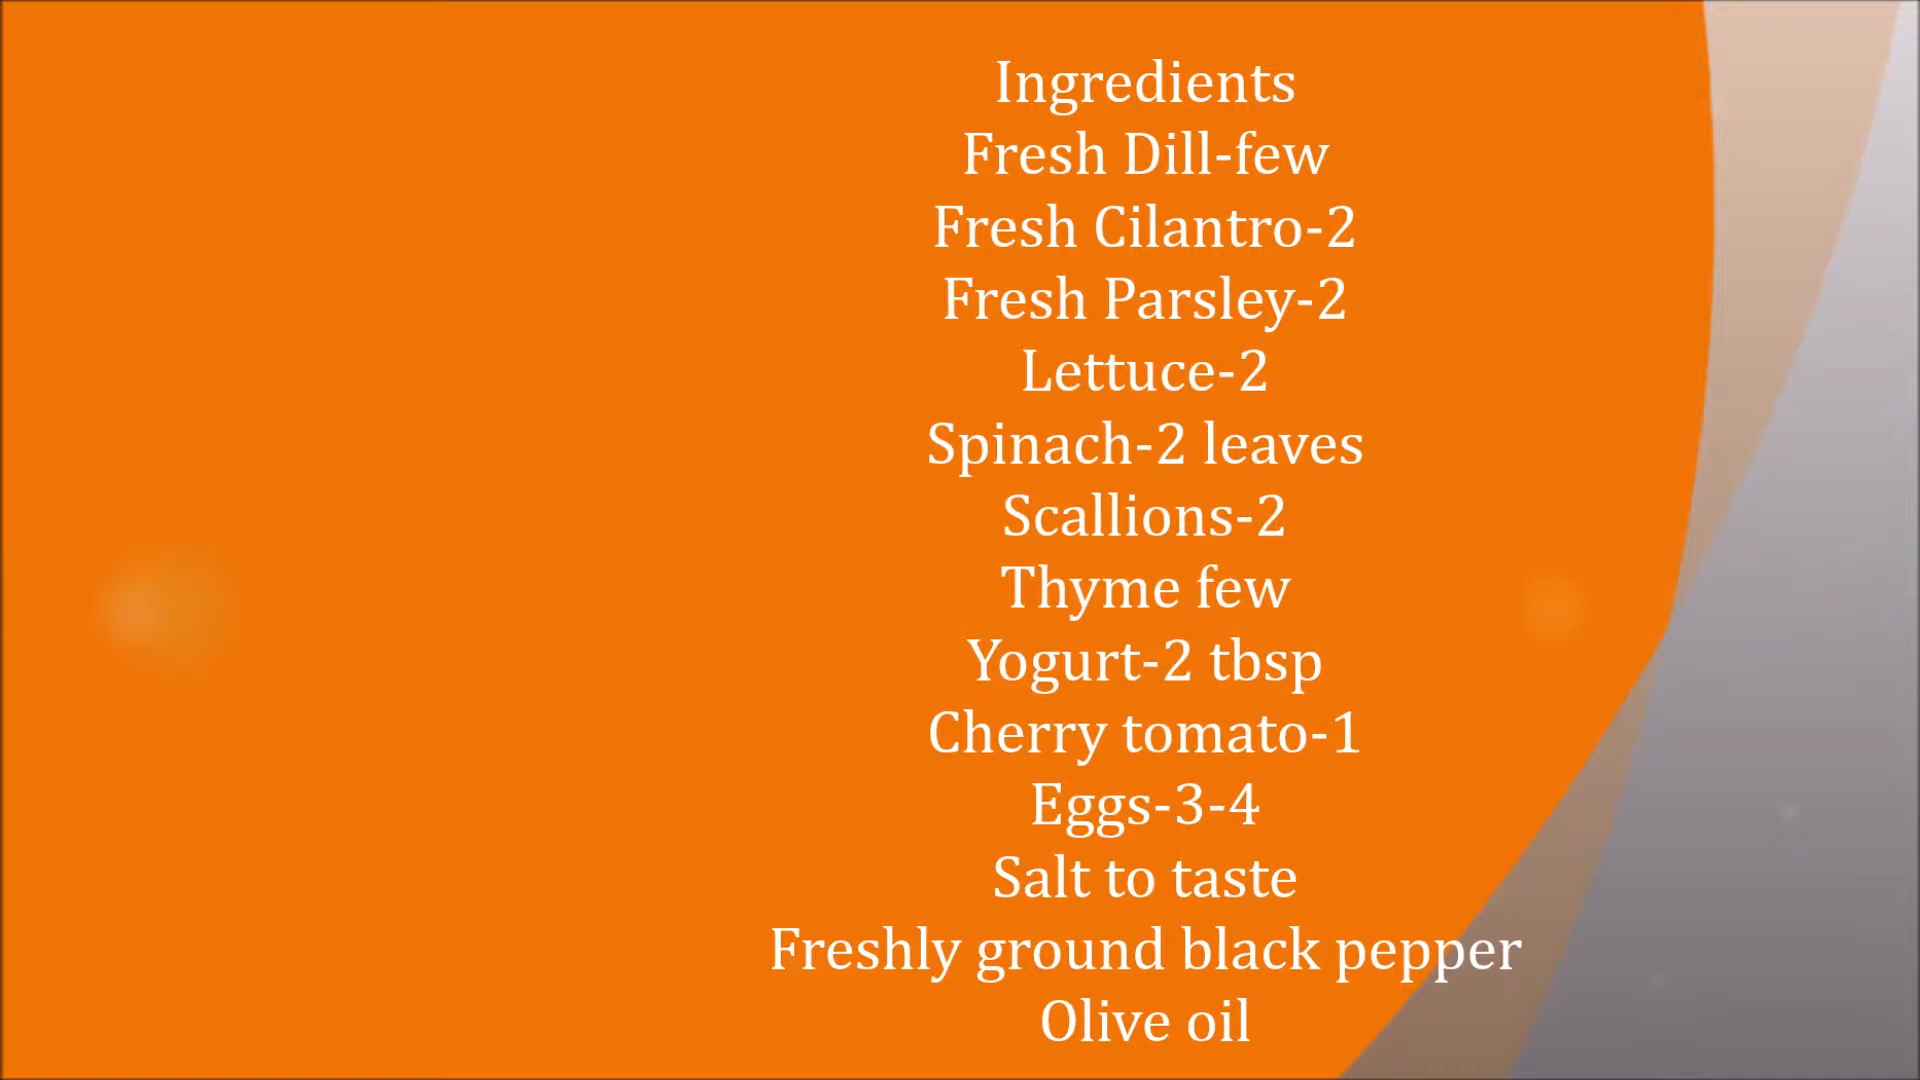 Ingredients
Fresh Dill-few
Fresh Cilantro-2
Fresh Parsley-2
Lettuce-2
Spinach-2 leaves
Scallions-2
Thyme few
Yogurt-2 tbsp
Cherry tomato-1
Eggs-3-4
Salt to taste
Freshly ground black pepper
Olive oil